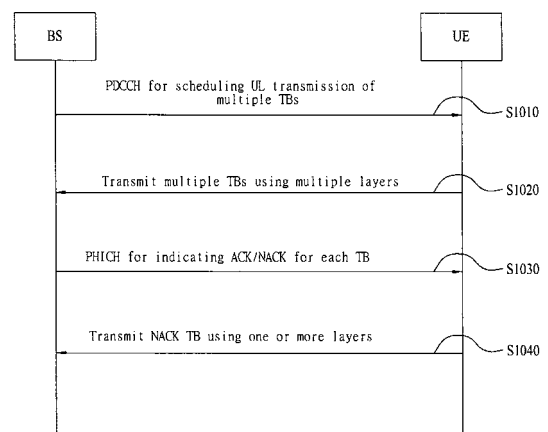 BS
UE
PDCCH for scheduling UL transmission of
multiple TBs
S1010
Transmit multiple TBs using multiple layers
S1020
PHICH for indicating ACK/NACK for each TB
S1030
Transmit NACK TB using one or more layers
S1040